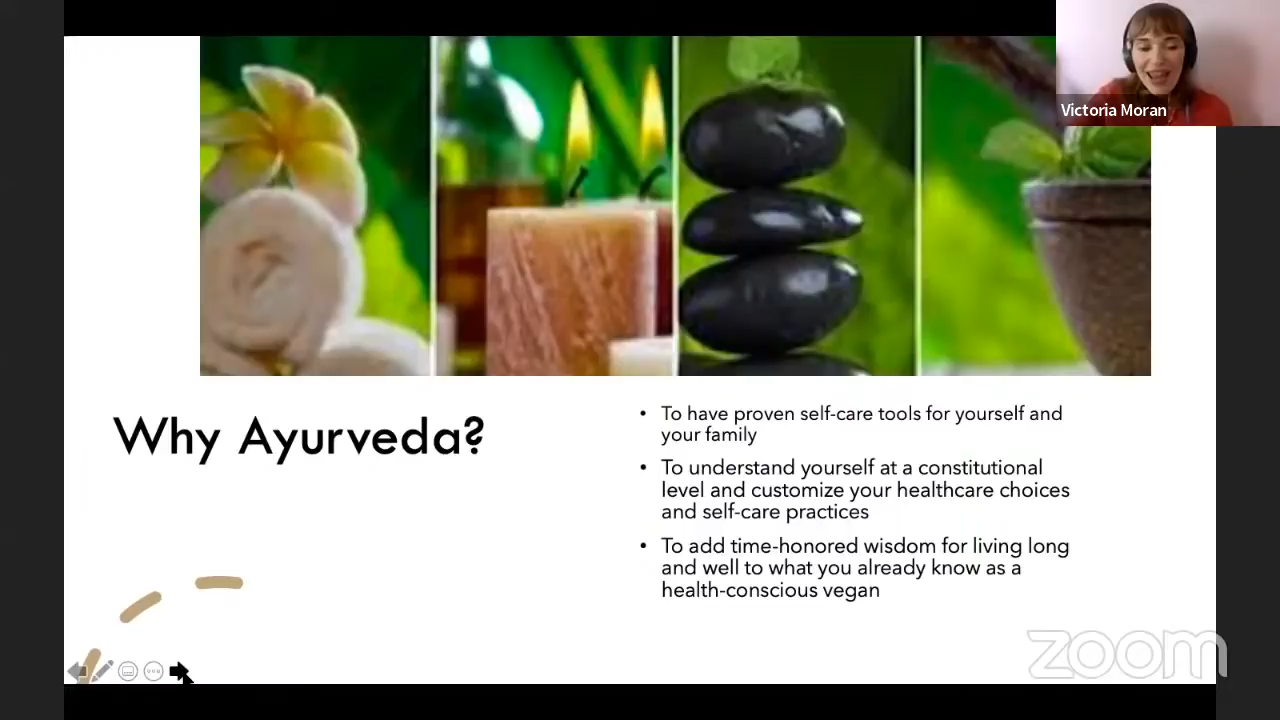 Victoria Moran
Why Ayurveda?
• To have proven self-care tools for yourself and
your family
• To understand yourself at a constitutional
level and customize your healthcare choices
and self-care practices
• To add time-honored wisdom for living long
and well to what you already know as a
health-conscious vegan
zoom